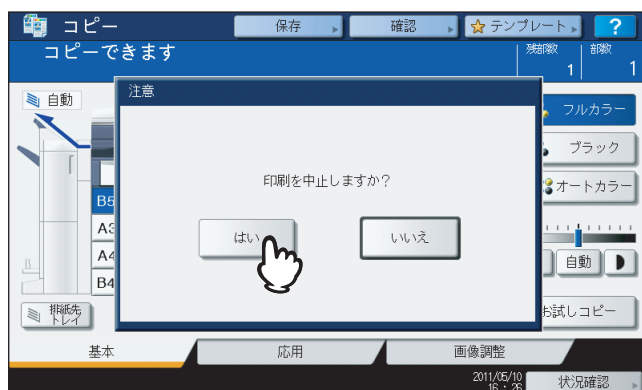 コピー
保存
確認
テンプレート
?
コピーできます
残部数
1
部数
1
自動
注意
印刷を中止しますか?
はい
いいえ
フルカラー
ブラック
オートカラー
自動
排紙先
トレイ
お試しコピー
B5
A3
A4
B4
基本
応用
画像調整
2011/05/10
16 : 26
状況確認